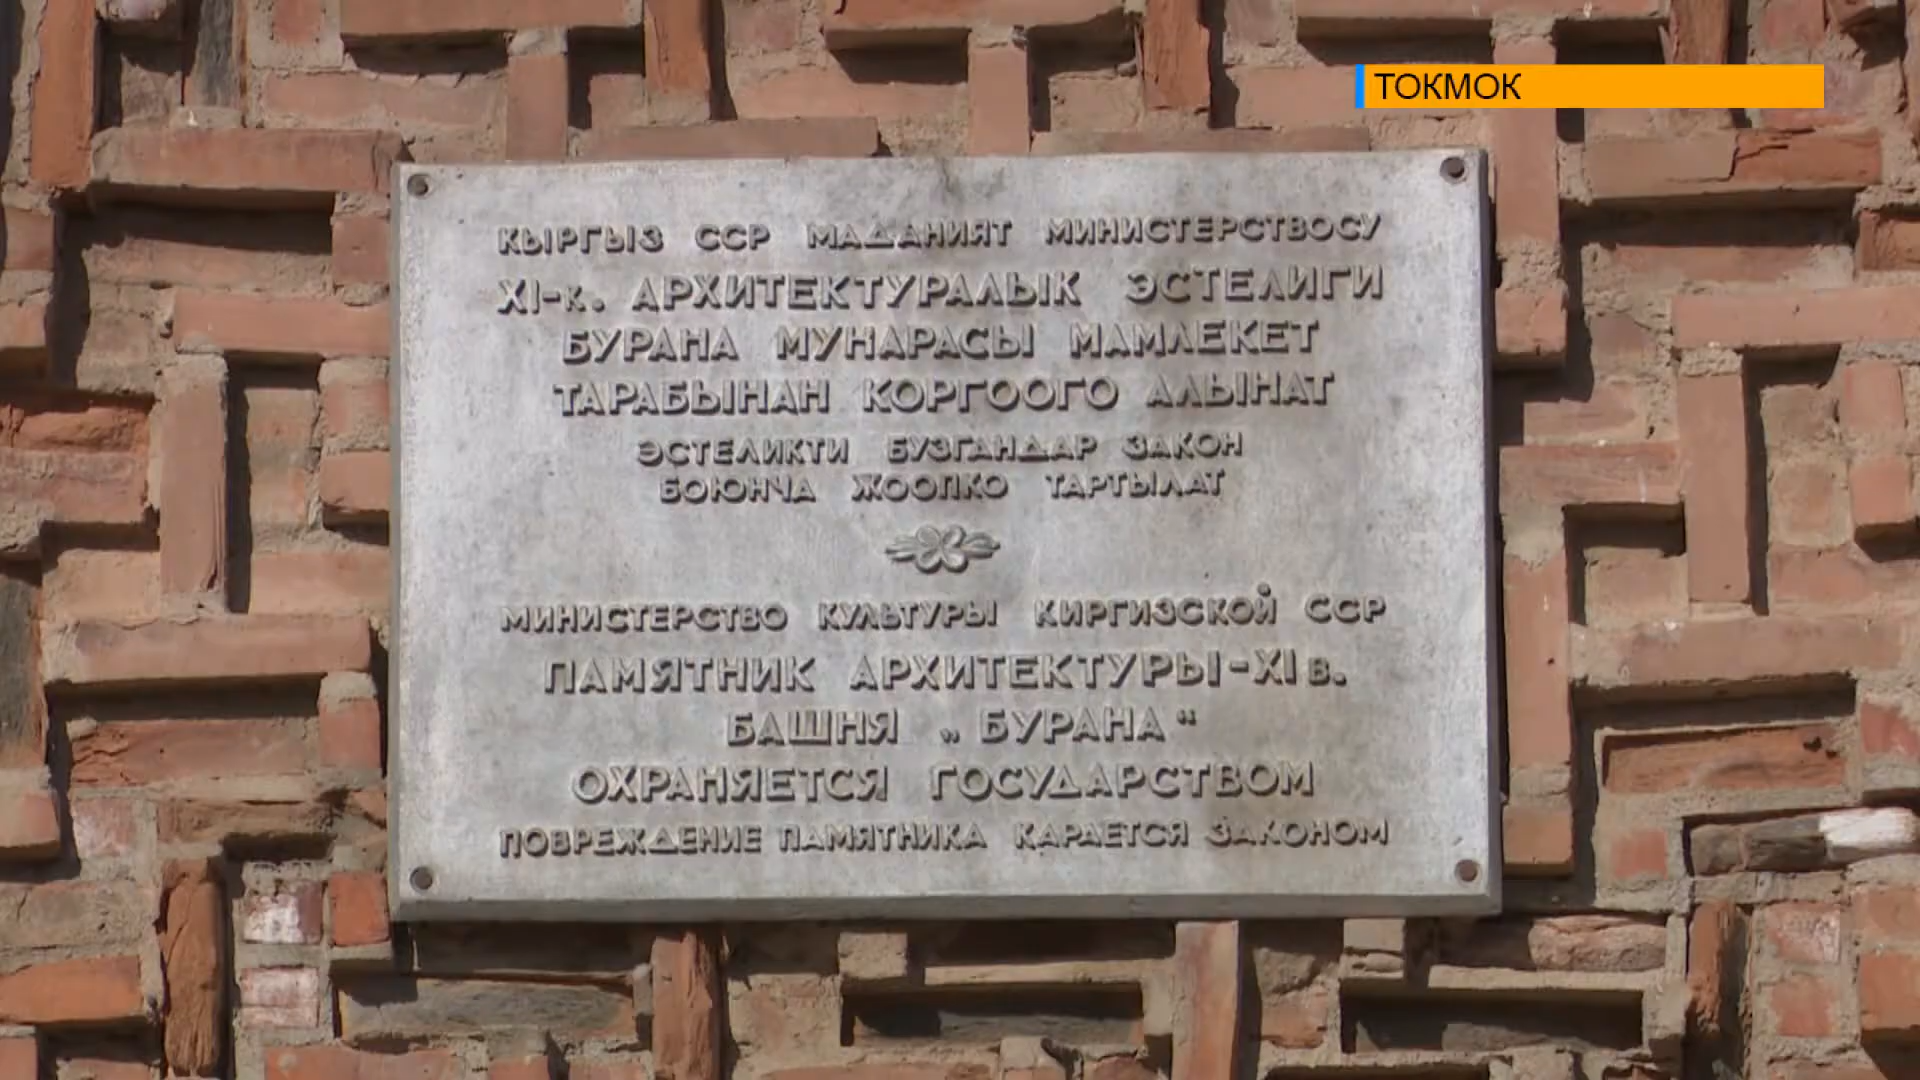 ТОКМОК
КЫРГЫЗ ССР МАДАНИЯТ МИНИСТЕРСТВОСУ
XI-к. АРХИТЕКТУРАЛЫК ЭСТЕЛИГИ
БУРАНА МУНАРАСЫ МАМЛЕКЕТ
ТАРАБЫНАН КОРГООГО АЛЫНАТ
ЭСТЕЛИКТИ БУЗГАНДАР ЗАКОН
БОЮНЧА ЖООПКО ТАРТЫЛАТ
МИНИСТЕРСТВО КУЛЬТУРЫ КИРГИЗСКОЙ ССР
ПАМЯТНИК АРХИТЕКТУРЫ-XI В.
БАШНЯ „БУРАНА“
ОХРАНЯЕТСЯ ГОСУДАРСТВОМ
ПОВРЕЖДЕНИЕ ПАМЯТНИКА КАРАЕТСЯ ЗАКОНОМ